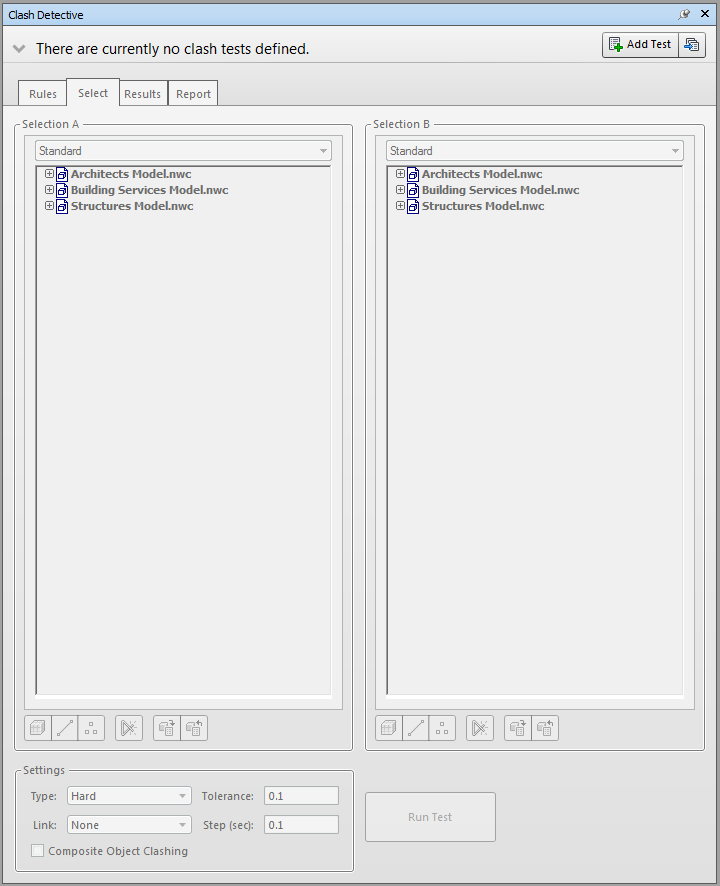 Clash Detective
There are currently no clash tests defined.
Add Test
Rules Select Results Report
Selection A
Standard
Architects Model.nwc
Building Services Model.nwc
Structures Model.nwc
Selection B
Standard
Architects Model.nwc
Building Services Model.nwc
Structures Model.nwc
Settings
Type: Hard Tolerance: 0.1
Link: None Step (sec): 0.1
Composite Object Clashing
Run Test